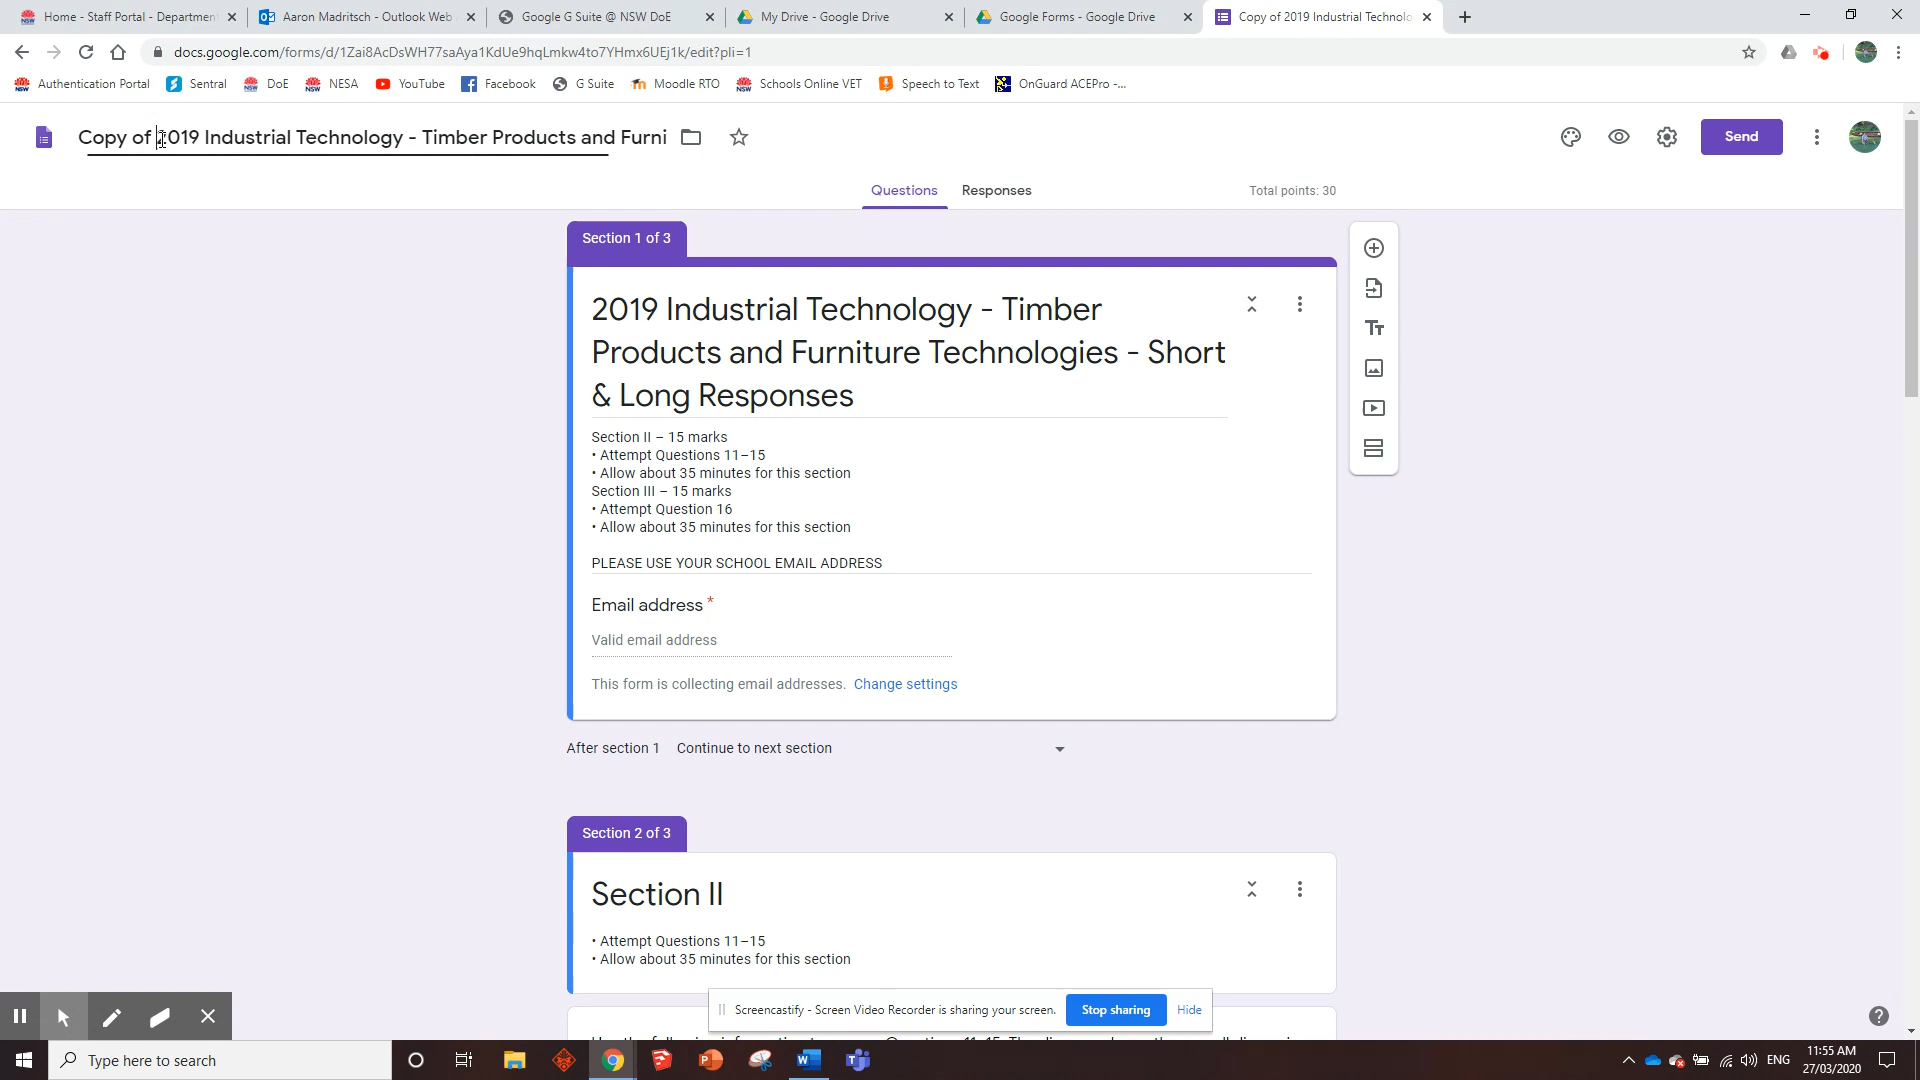 Home - Staff Portal - Department
Aaron Madritsch - Outlook Web
Google G Suite @ NSW DoE
My Drive - Google Drive
Google Forms - Google Drive
Copy of 2019 Industrial Technolo
docs.google.com/forms/d/1Zai8AcDsWH77saAya1KdUe9hqLmkw4to7YHmx6UEj1k/edit?pli=1
Authentication Portal
Sentral
DoE
NESA
YouTube
Facebook
G Suite
Moodle RTO
Schools Online VET
Speech to Text
OnGuard ACEPro -...
Copy of 2019 Industrial Technology - Timber Products and Furni
Send
Questions
Responses
Total points: 30
Section 1 of 3
2019 Industrial Technology - Timber
Products and Furniture Technologies - Short
& Long Responses
Section II – 15 marks
• Attempt Questions 11–15
• Allow about 35 minutes for this section
Section III – 15 marks
• Attempt Question 16
• Allow about 35 minutes for this section
PLEASE USE YOUR SCHOOL EMAIL ADDRESS
Email address *
Valid email address
This form is collecting email addresses. Change settings
After section 1 Continue to next section
Section 2 of 3
Section II
• Attempt Questions 11–15
• Allow about 35 minutes for this section
Screencastify - Screen Video Recorder is sharing your screen.
Stop sharing
Hide
Type here to search
ENG
11:55 AM
27/03/2020